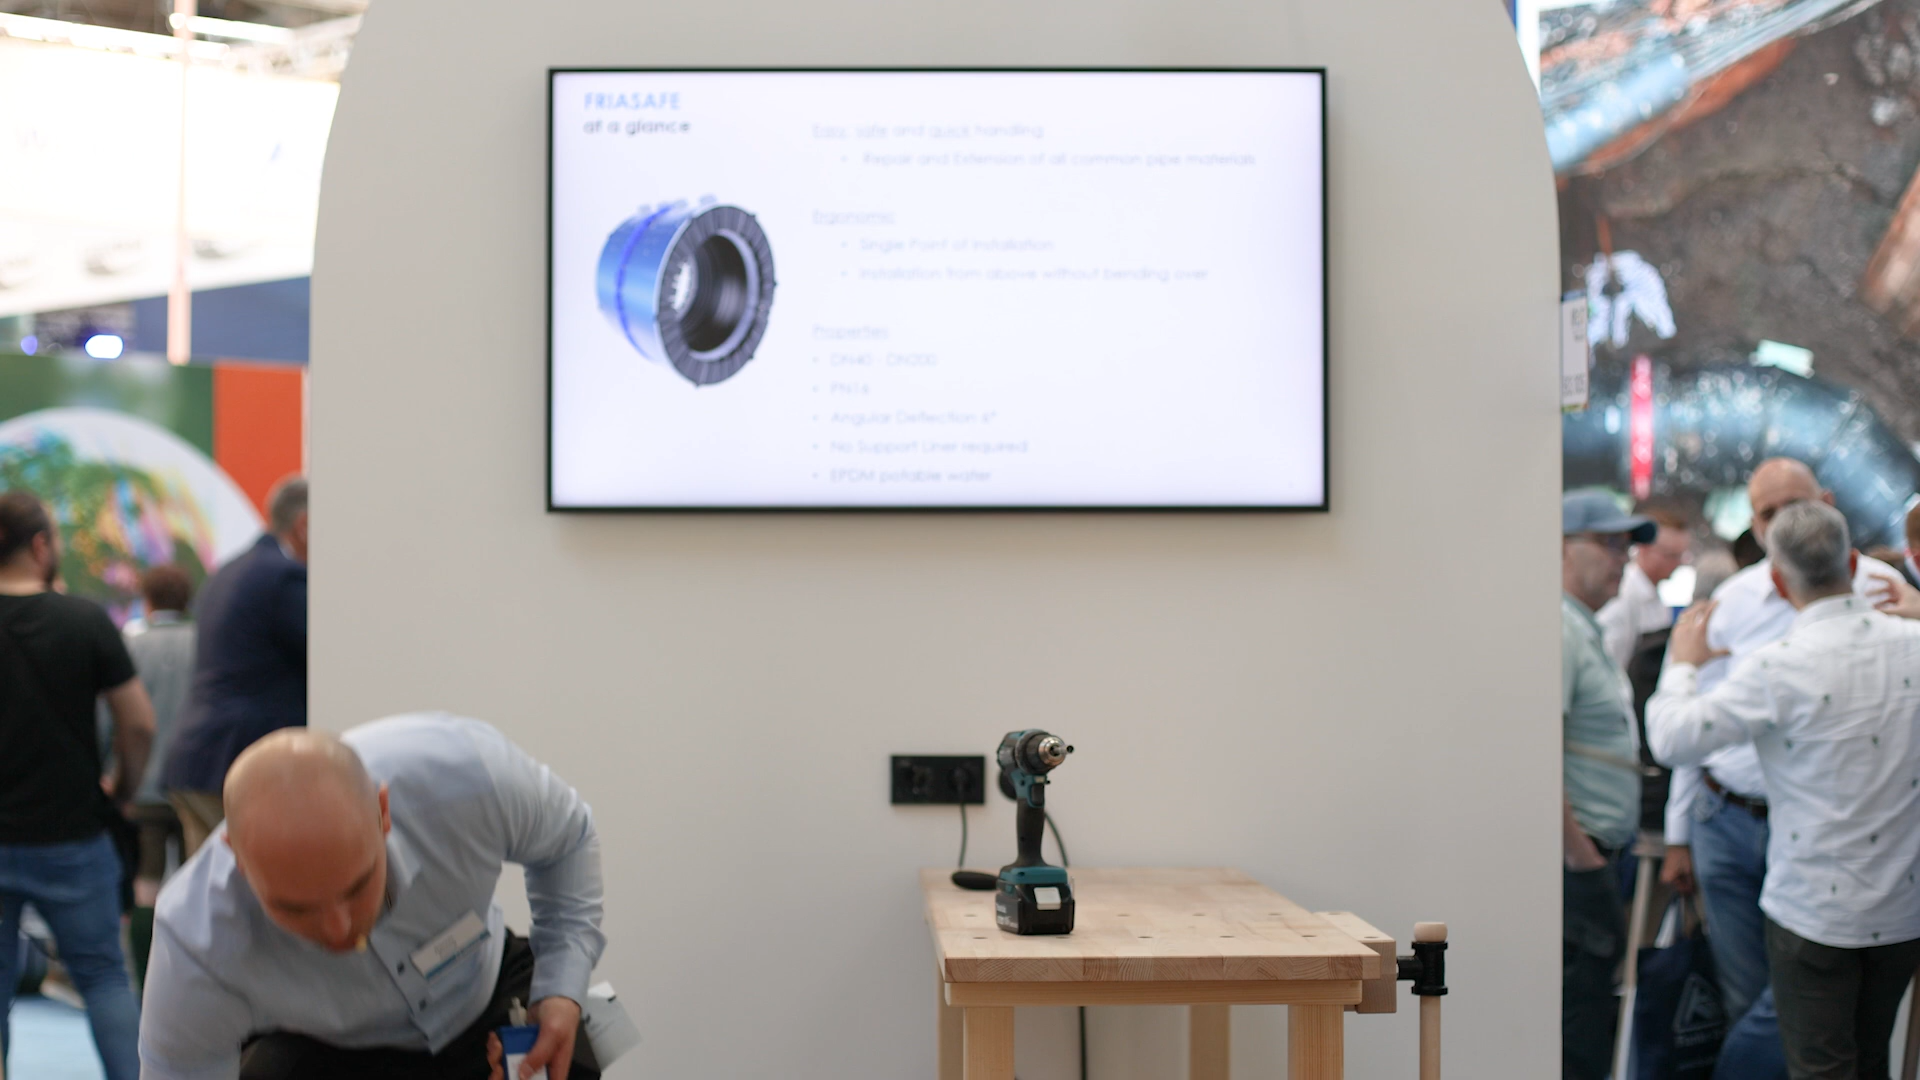 FRIASAFE
at a glance
Easy, safe and quick handling
• Repair and Extension of all common pipe materials
Ergonomic
• Single Point of Installation
• Installation from above without bending over
Properties
• DN40 - DN200
• PN16
• Angular Deflection
• No Support Liner required
• EPDM potable water